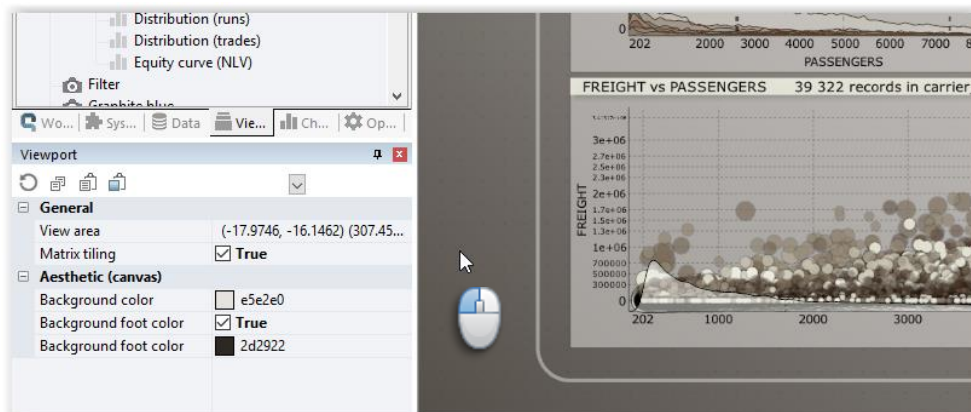 Distribution (runs)
Distribution (trades)
Equity curve (NLV)
Filter
Graphite blue
Wo... Sys... Data Vie... Ch... Op...
Viewport
General
View area (-17.9746, -16.1462) (307.45...
Matrix tiling True
Aesthetic (canvas)
Background color e5e2e0
Background foot color True
Background foot color 2d2922
0
202 2000 3000 4000 5000 6000 7000 8
PASSENGERS
FREIGHT vs PASSENGERS 39 322 records in carrier
3e+06
2.7e+06
2.5e+06
2.3e+06
2e+06
1.7e+06
1.5e+06
1.3e+06
1e+06
700000
500000
300000
0
FREIGHT
202 1000 2000 3000